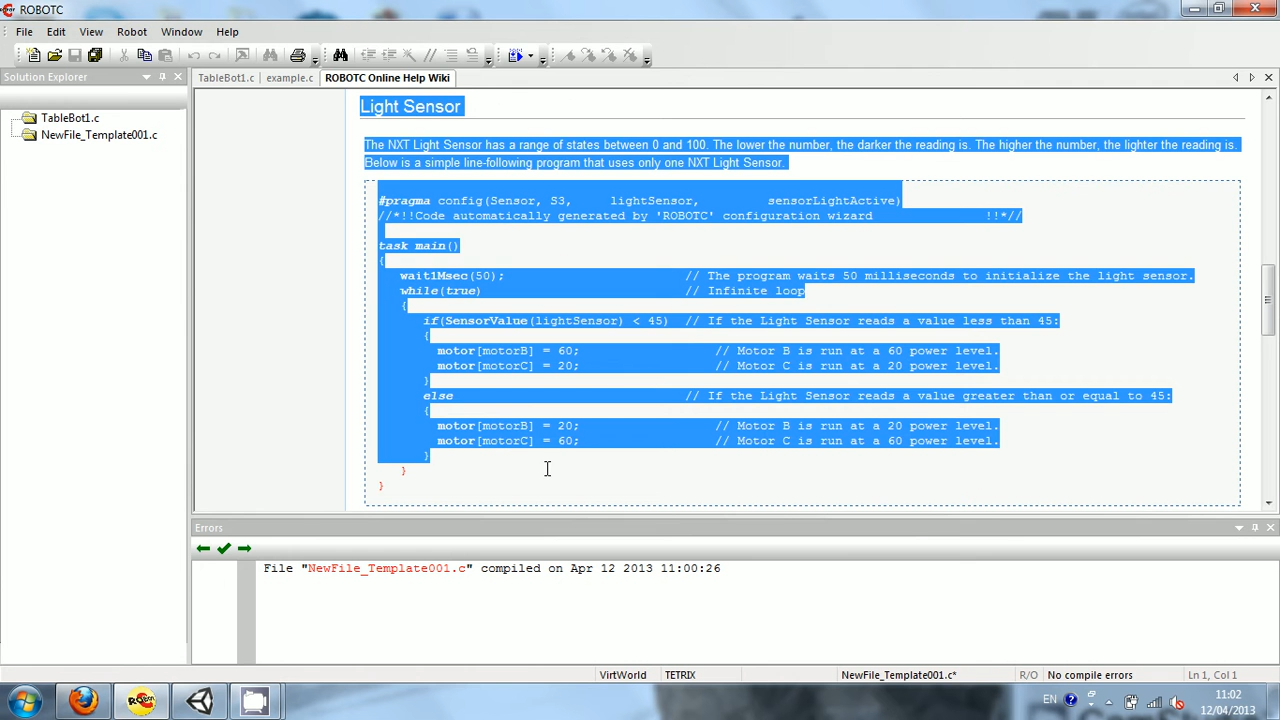 ROBOTC
File Edit View Robot Window Help
Solution Explorer
TableBot1.c example.c ROBOTC Online Help Wiki
TableBot1.c
NewFile_Template001.c
Light Sensor
The NXT Light Sensor has a range of states between 0 and 100. The lower the number, the darker the reading is. The higher the number, the lighter the reading is.
Below is a simple line-following program that uses only one NXT Light Sensor.
#pragma config(Sensor, S3, lightSensor, sensorLightActive)
//*!!Code automatically generated by 'ROBOTC' configuration wizard !!*//
task main()
{
wait1Msec(50); // The program waits 50 milliseconds to initialize the light sensor.
while(true) // Infinite loop
{
if(SensorValue(lightSensor) < 45) // If the Light Sensor reads a value less than 45:
{
motor[motorB] = 60; // Motor B is run at a 60 power level.
motor[motorC] = 20; // Motor C is run at a 20 power level.
}
else // If the Light Sensor reads a value greater than or equal to 45:
{
motor[motorB] = 20; // Motor B is run at a 20 power level.
motor[motorC] = 60; // Motor C is run at a 60 power level.
}
}
}
Errors
File "NewFile_Template001.c" compiled on Apr 12 2013 11:00:26
VirtWorld TETRIX NewFile_Template001.c* R/O No compile errors Ln 1, Col 1
EN 11:02
12/04/2013